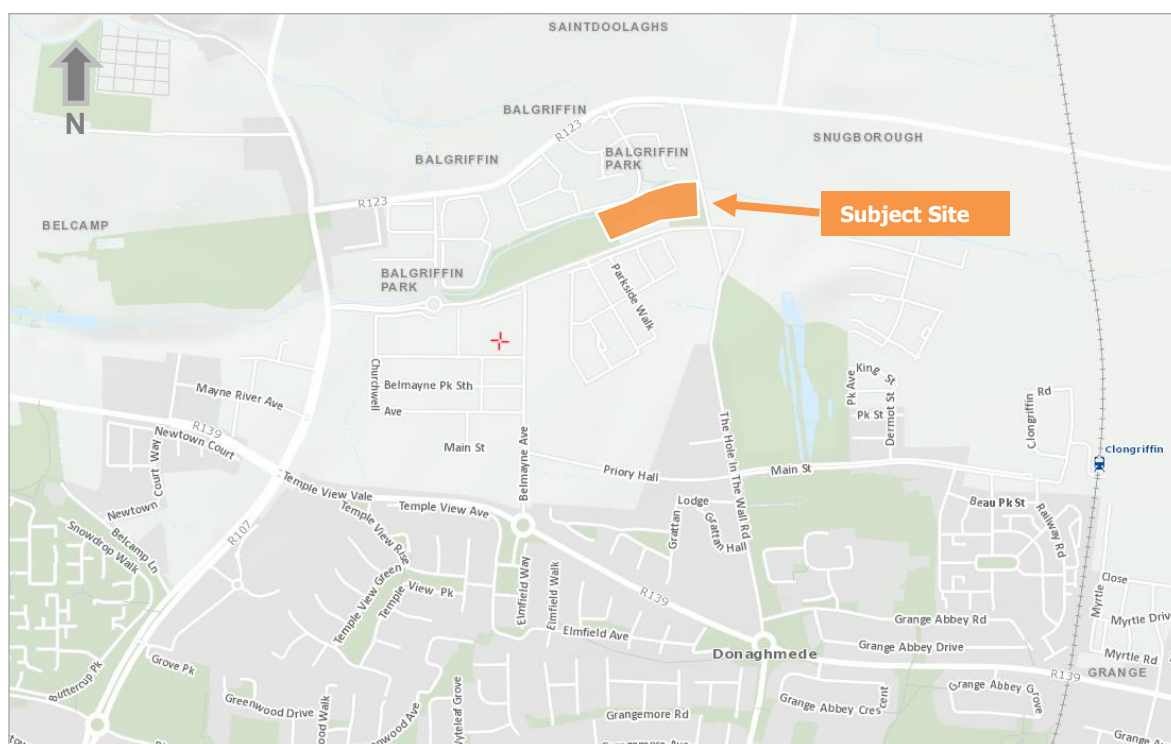 SAINTDOOLAGHS
N
BALGRIFFIN
R123
SNUGBOROUGH
BALGRIFFIN
PARK
BALGRIFFIN
R123
Subject Site
BELCAMP
BALGRIFFIN
PARK
Parkside Walk
Churchwell
Belmayne Pk Sth
Ave
Main St
Belmayne Ave
Mayne River Ave
R139
Newtown Court
Newtown Court Way
Newtown Court
Belcamp Ln
Snowdrop Walk
King St
Pk Ave
Pk St
Dermot St
Clongriffin Rd
Clongriffin
The Hole In The Wall Rd
Priory Hall
Main St
Temple View Vale
Temple View Ave
Temple View Rise
Temple View Green
Temple View Pk
R107
Lodge
Grattan
Grattan Hall
Beau Pk St
Railway Rd
Elmfield Way
Elmfield Walk
R139
Elmfield Ave
Close
Myrtle
Myrtle Driv
Myrtle Rd
Grange Abbey Rd
Grange Abbey Drive
Donaghmede
R139
GRANGE
Grove Pk
Buttercup Pk
Greenwood Drive
Grange Abbey Crescent
Grange Abbey Grove
Grangemore Rd
Grange A